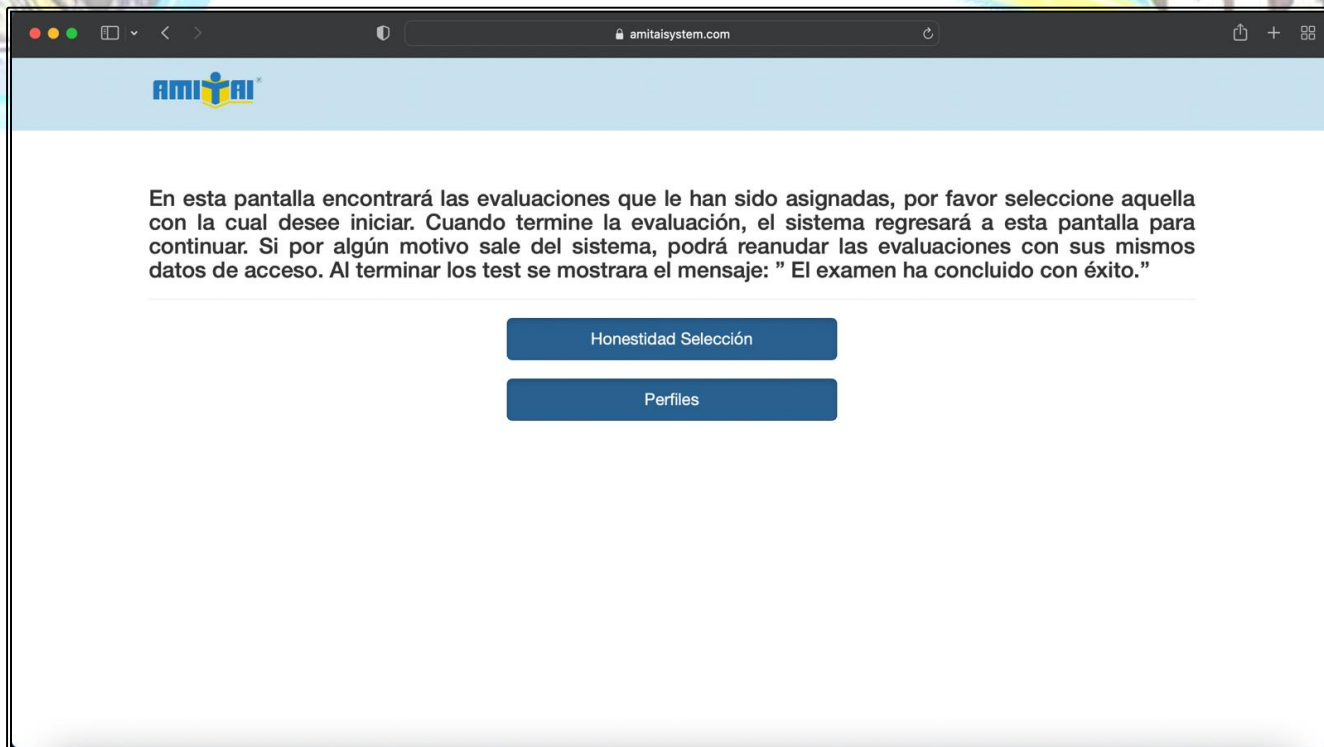 amitaisystem.com
AMITAI®
En esta pantalla encontrará las evaluaciones que le han sido asignadas, por favor seleccione aquella
con la cual desee iniciar. Cuando termine la evaluación, el sistema regresará a esta pantalla para
continuar. Si por algún motivo sale del sistema, podrá reanudar las evaluaciones con sus mismos
datos de acceso. Al terminar los test se mostrara el mensaje: ” El examen ha concluido con éxito.”
Honestidad Selección
Perfiles